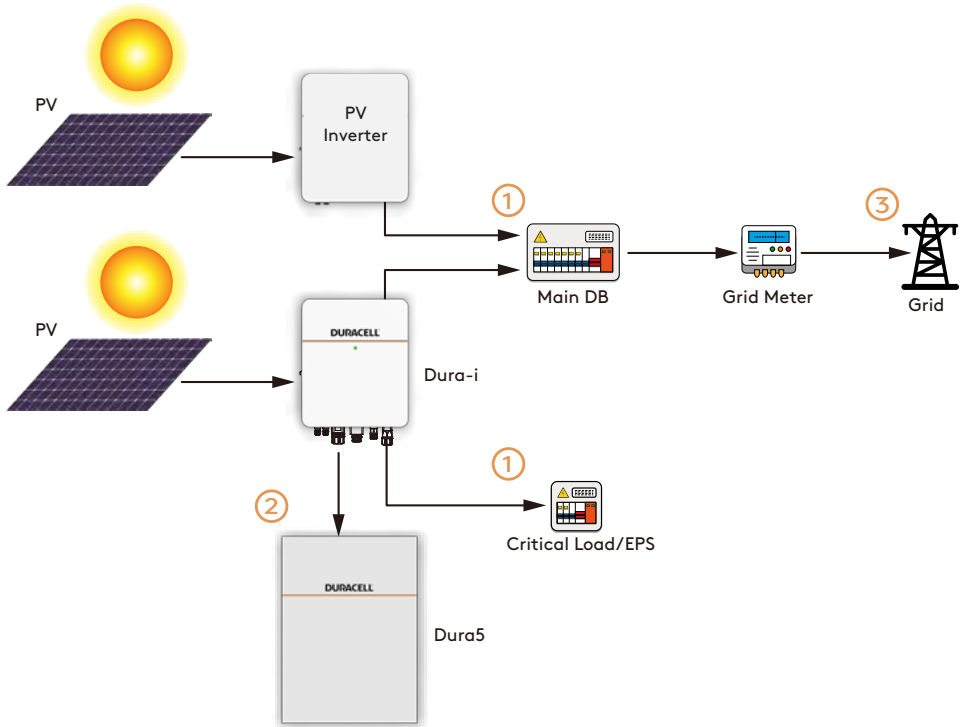 PV
PV
Inverter
1
3
Main DB
Grid Meter
Grid
PV
DURACELL
Dura-i
1
2
Critical Load/EPS
DURACELL
Dura5